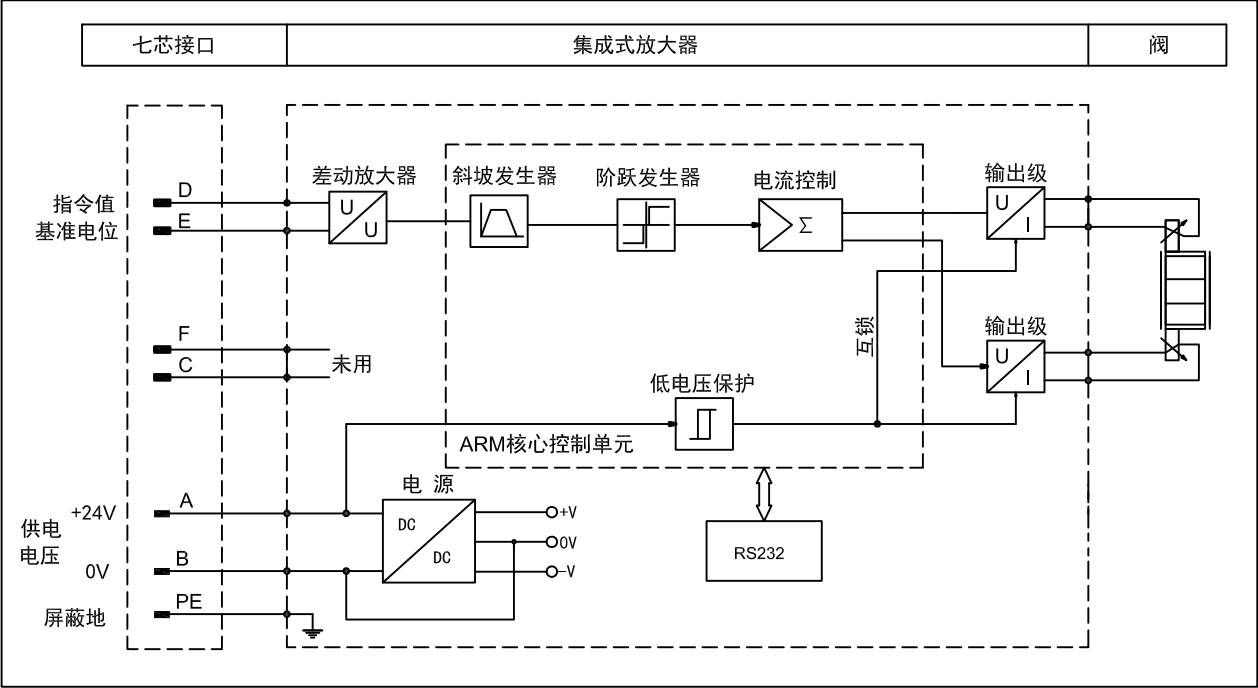 七芯接口
集成式放大器
阀
差动放大器
斜坡发生器
阶跃发生器
电流控制
输出级
指令值
基准电位
D
E
U
U
Σ
U
I
F
C
未用
互锁
输出级
U
I
低电压保护
ARM核心控制单元
电 源
供电
电压
+24V
0V
A
B
DC
DC
+V
0V
-V
RS232
屏蔽地
PE